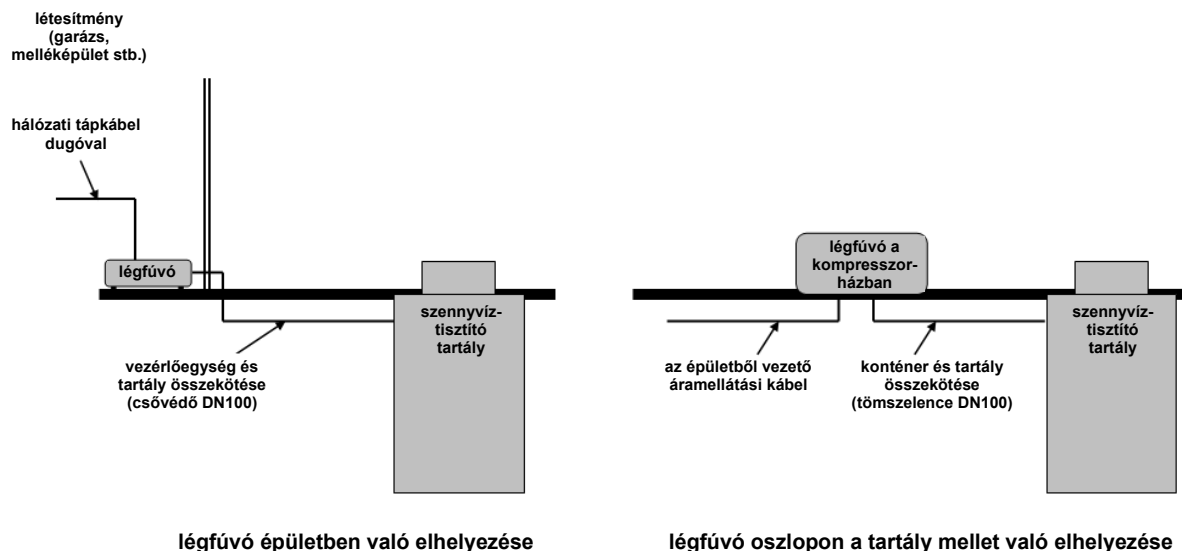 létesítmény
(garázs,
melléképület stb.)
hálózati tápkábel
dugóval
légfúvó
szennyvíz-
tisztító
tartály
vezérlőegység és
tartály összekötése
(csővédő DN100)
légfúvó épületben való elhelyezése
légfúvó a
kompresszor-
házban
szennyvíz-
tisztító
tartály
az épületből vezető
áramellátási kábel
konténer és tartály
összekötése
(tömszelence DN100)
légfúvó oszlopon a tartály mellet való elhelyezése